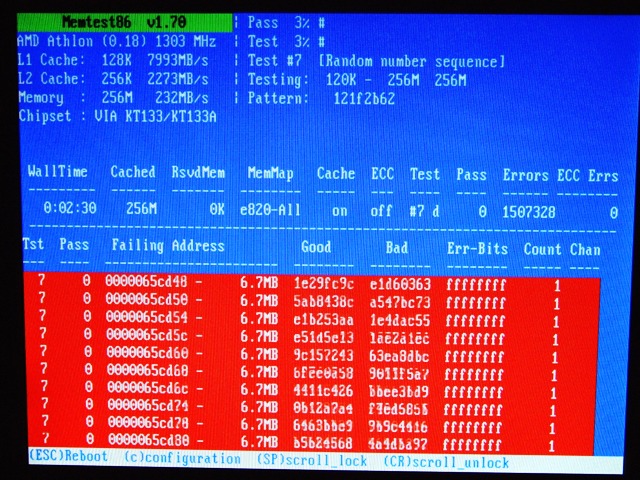 Memtest86 v1.70 | Pass 3% #
AMD Athlon (0.18) 1303 MHz | Test 3% #
L1 Cache: 128K 7993MB/s | Test #7 [Random number sequence]
L2 Cache: 256K 2273MB/s | Testing: 120K - 256M 256M
Memory : 256M 232MB/s | Pattern: 121f2b62
Chipset : VIA KT133/KT133A
WallTime Cached RsvdMem MemMap Cache ECC Test Pass Errors ECC Errs
0:02:30 256M 0K e820-All on off #7 d 0 1507328 0
Tst Pass Failing Address Good Bad Err-Bits Count Chan
7 0 0000065cd48 - 6.7MB 1e29fc9c e1d60363 ffffffff 1
7 0 0000065cd50 - 6.7MB 5ab8438c a547bc73 ffffffff 1
7 0 0000065cd54 - 6.7MB e1b253aa 1e4dac55 ffffffff 1
7 0 0000065cd5c - 6.7MB e51d5e13 1ae2a1ec ffffffff 1
7 0 0000065cd60 - 6.7MB 9c157243 63ea8dbc ffffffff 1
7 0 0000065cd68 - 6.7MB ffffffff 1
7 0 0000065cd6c - 6.7MB 4411c426 bbee3bd9 ffffffff 1
7 0 0000065cd74 - 6.7MB ffffffff 1
7 0 0000065cd78 - 6.7MB 6463bbe9 9b9c4416 ffffffff 1
7 0 0000065cd80 - 6.7MB b5b24568 4a4dba97 ffffffff 1
(ESC)Reboot (c)configuration (SP)scroll_lock (CR)scroll_unlock